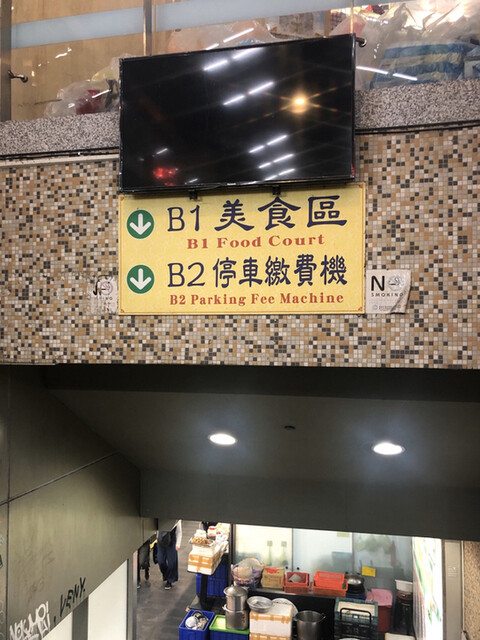 B1 美食區
B1 Food Court
B2 停車繳費機
B2 Parking Fee Machine
NO
SMOKING